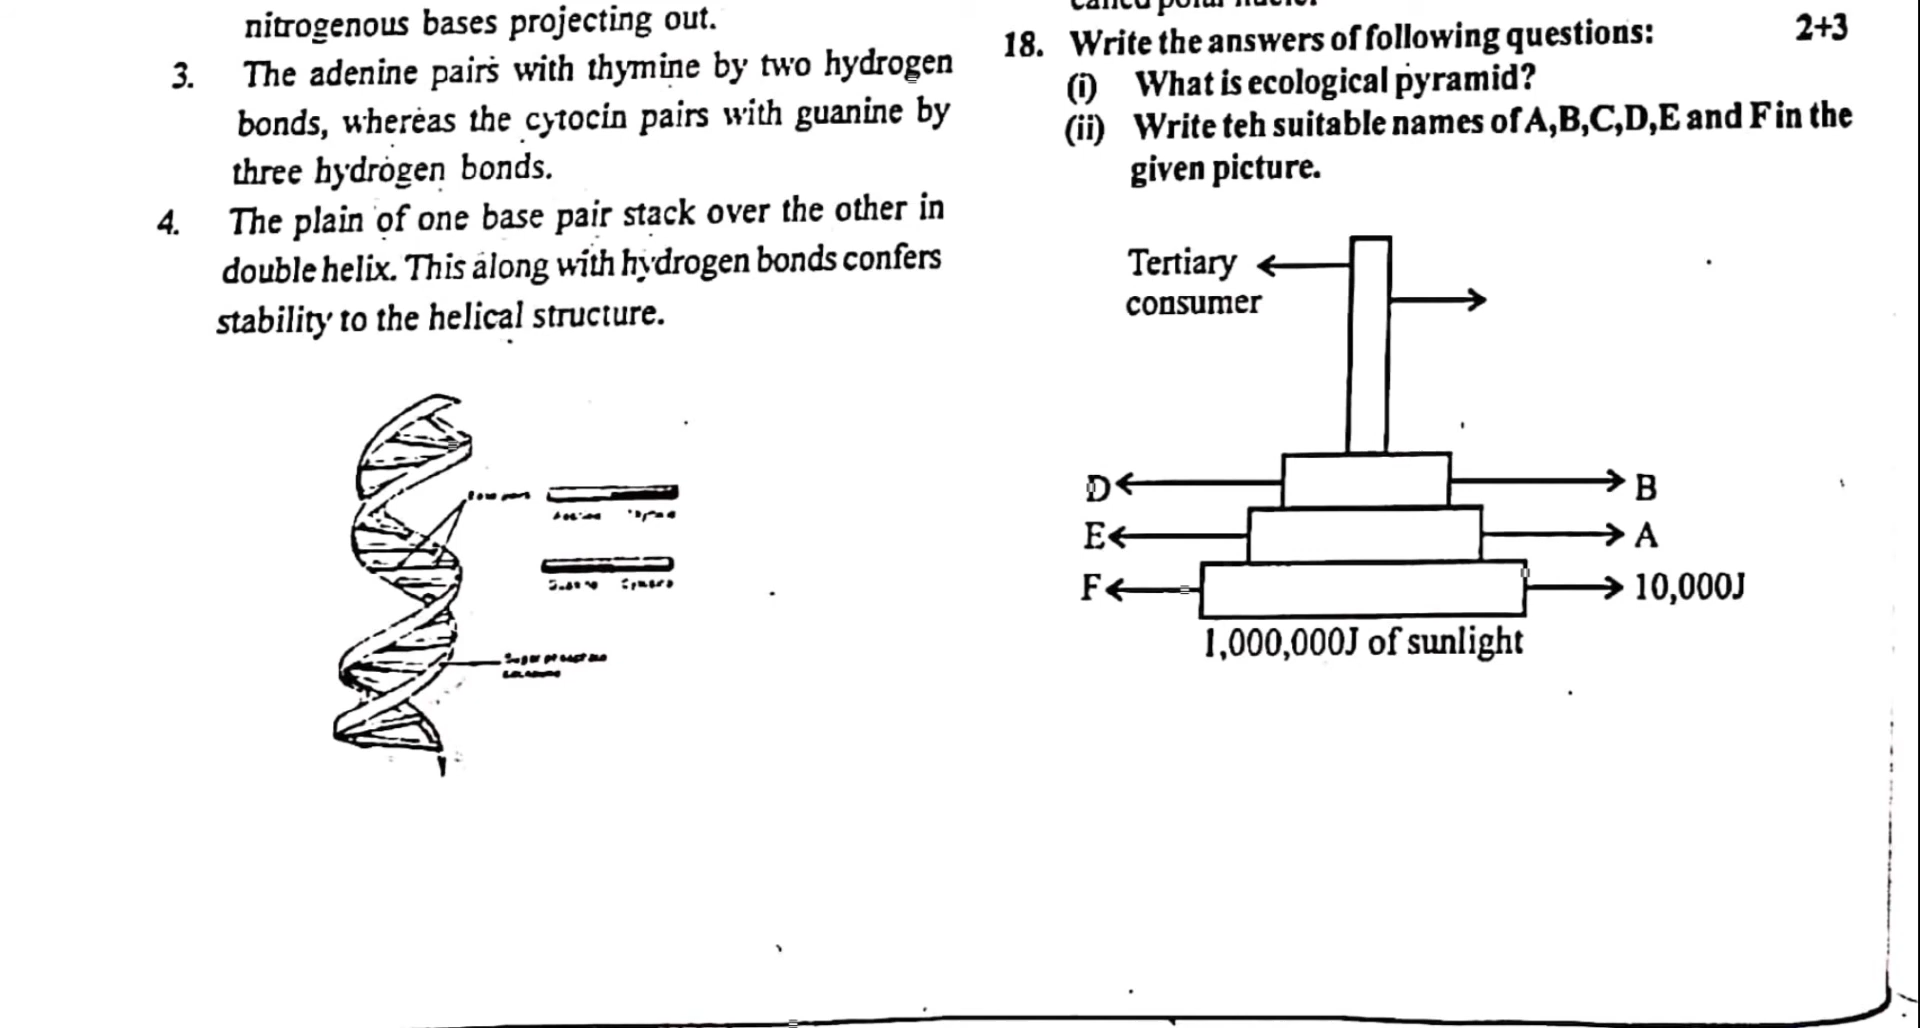 nitrogenous bases projecting out.
3. The adenine pairs with thymine by two hydrogen
bonds, whereas the cytocin pairs with guanine by
three hydrogen bonds.
4. The plain of one base pair stack over the other in
double helix. This along with hydrogen bonds confers
stability to the helical structure.
18. Write the answers of following questions: 2+3
(i) What is ecological pyramid?
(ii) Write teh suitable names of A,B,C,D,E and F in the
given picture.
Tertiary
consumer
D B
E A
F 10,000J
1,000,000J of sunlight